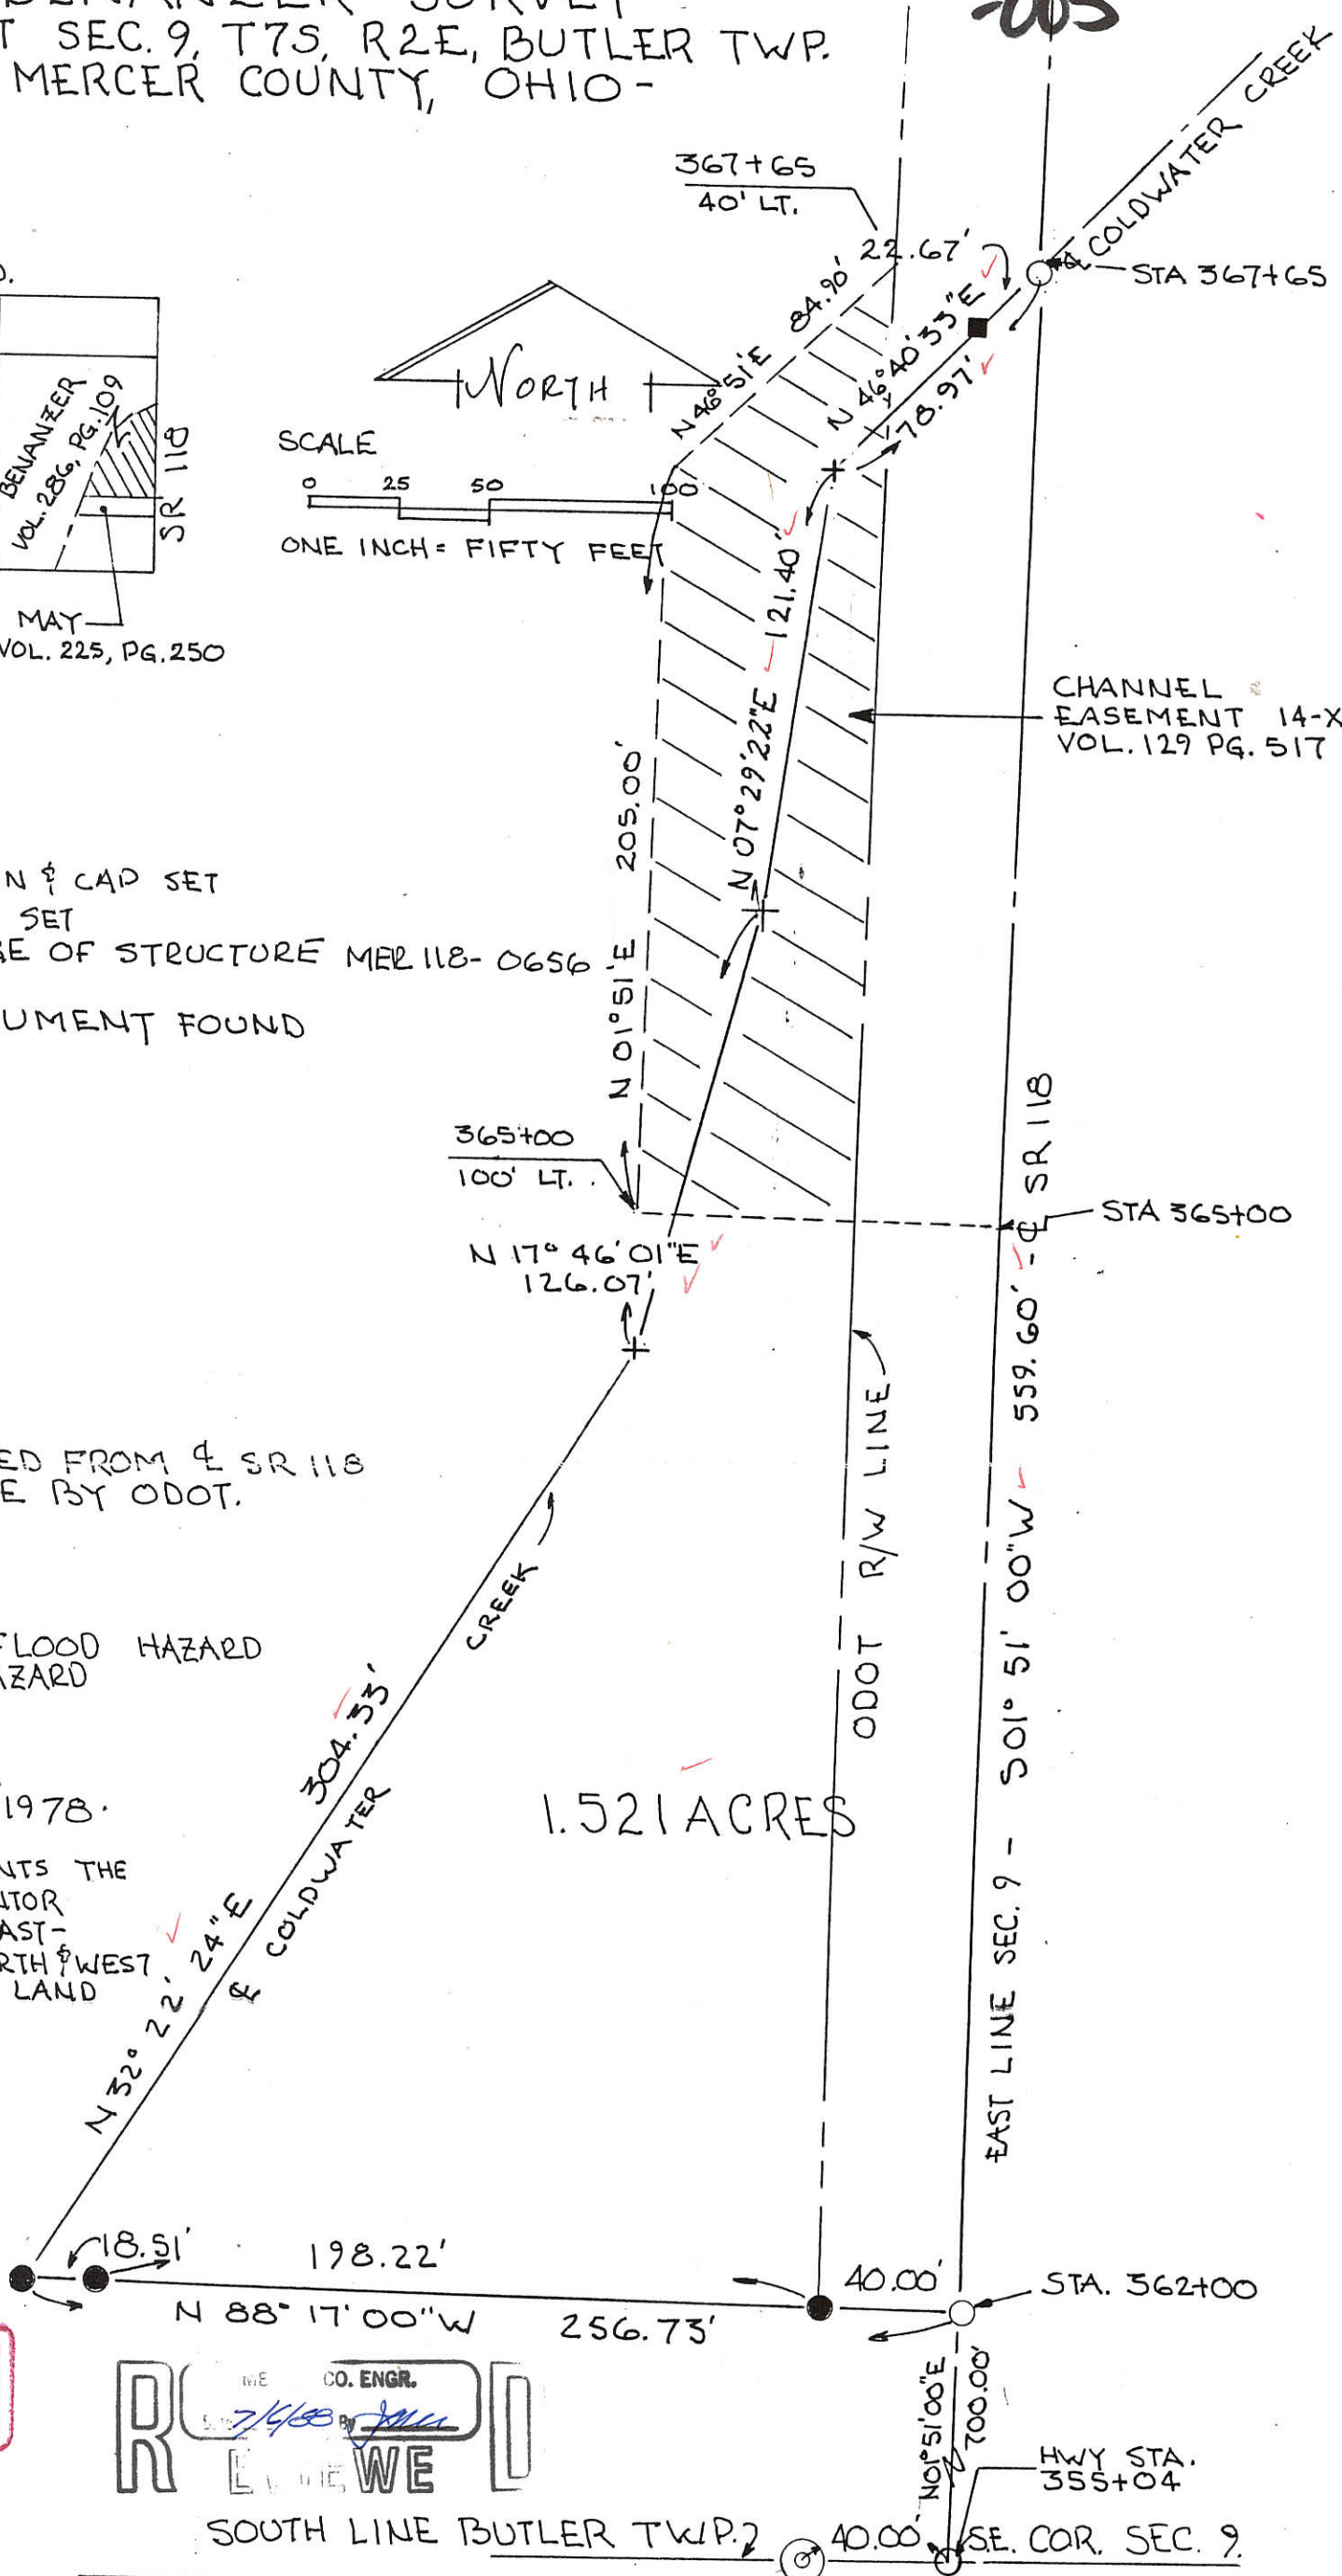 T SEC. 9, T7S, R2E, BUTLER TWP.
MERCER COUNTY, OHIO -
-005
367+65
40' LT.
22.67'
84.90'
N 46° 51' E
N 46° 40' 33" E
78.97'
COLDWATER CREEK
STA 367+65
BENANZER
VOL. 286, PG. 109
SR 118
MAY
VOL. 225, PG. 250
NORTH
SCALE
0 25 50 100
ONE INCH = FIFTY FEET
121.40'
N 07° 29' 22" E
CHANNEL
EASEMENT 14-X
VOL. 129 PG. 517
205.00'
N 01° 51' E
N & CAP SET
SET
GE OF STRUCTURE MER 118-0656
UMENT FOUND
365+00
100' LT.
STA 365+00
N 17° 46' 01" E
126.07'
ED FROM ℄ SR 118
E BY ODOT.
FLOOD HAZARD
AZARD
1978.
NTS THE
NTOR
AST-
RTH & WEST
LAND
N 32° 22' 24" E
304.33'
℄ COLDWATER CREEK
1.521 ACRES
ODOT R/W LINE
EAST LINE SEC. 9 - S 01° 51' 00" W 559.60' - ℄ SR 118
18.51'
198.22'
40.00'
STA. 362+00
N 88° 17' 00" W
256.73'
CO. ENGR.
By
N 01° 51' 00" E
700.00'
HWY STA.
355+04
SOUTH LINE BUTLER TWP.
40.00'
S.E. COR. SEC. 9